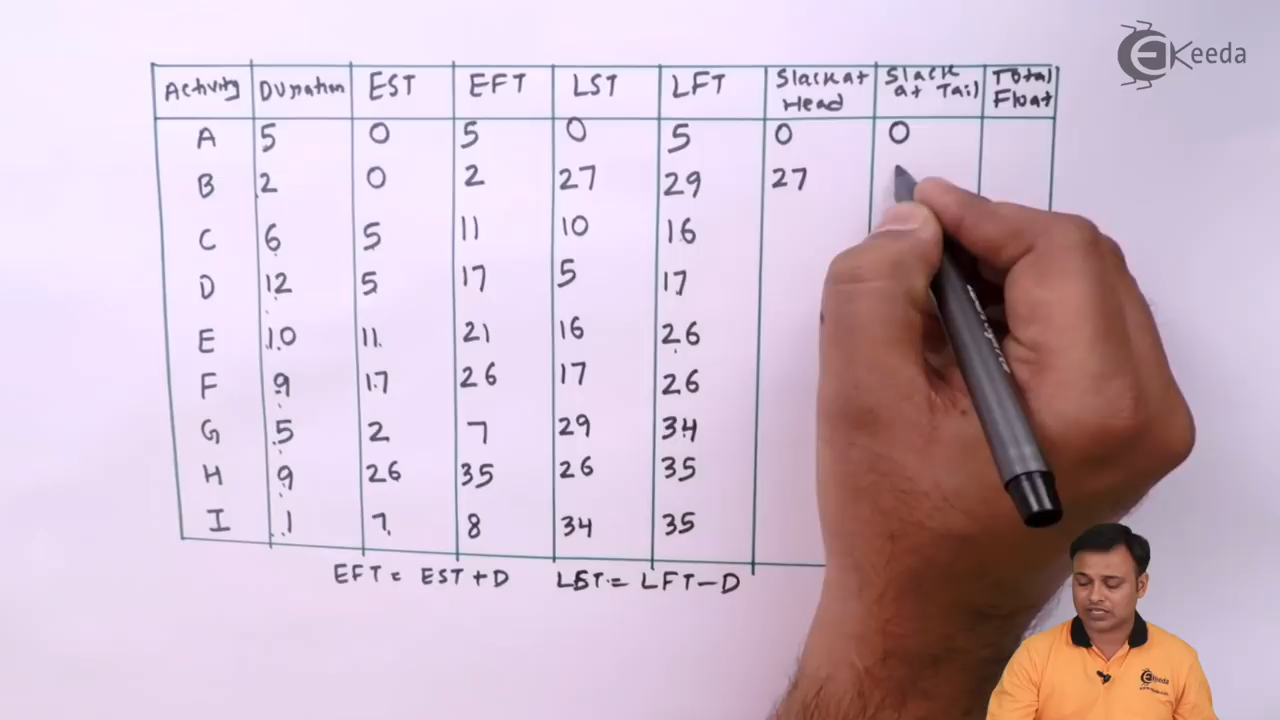 EKeeda
Activity Duration EST EFT LST LFT Slack at Head Slack at Tail Total Float
A 5 0 5 0 5 0 0
B 2 0 2 27 29 27
C 6 5 11 10 16
D 12 5 17 5 17
E 10 11 21 16 26
F 9 17 26 17 26
G 5 2 7 29 34
H 9 26 35 26 35
I 1 7 8 34 35
EFT = EST + D LST = LFT - D